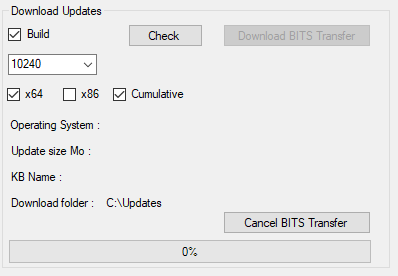 Download Updates
Build Check Download BITS Transfer
10240
x64 x86 Cumulative
Operating System :
Update size Mo :
KB Name :
Download folder : C:\Updates
Cancel BITS Transfer
0%